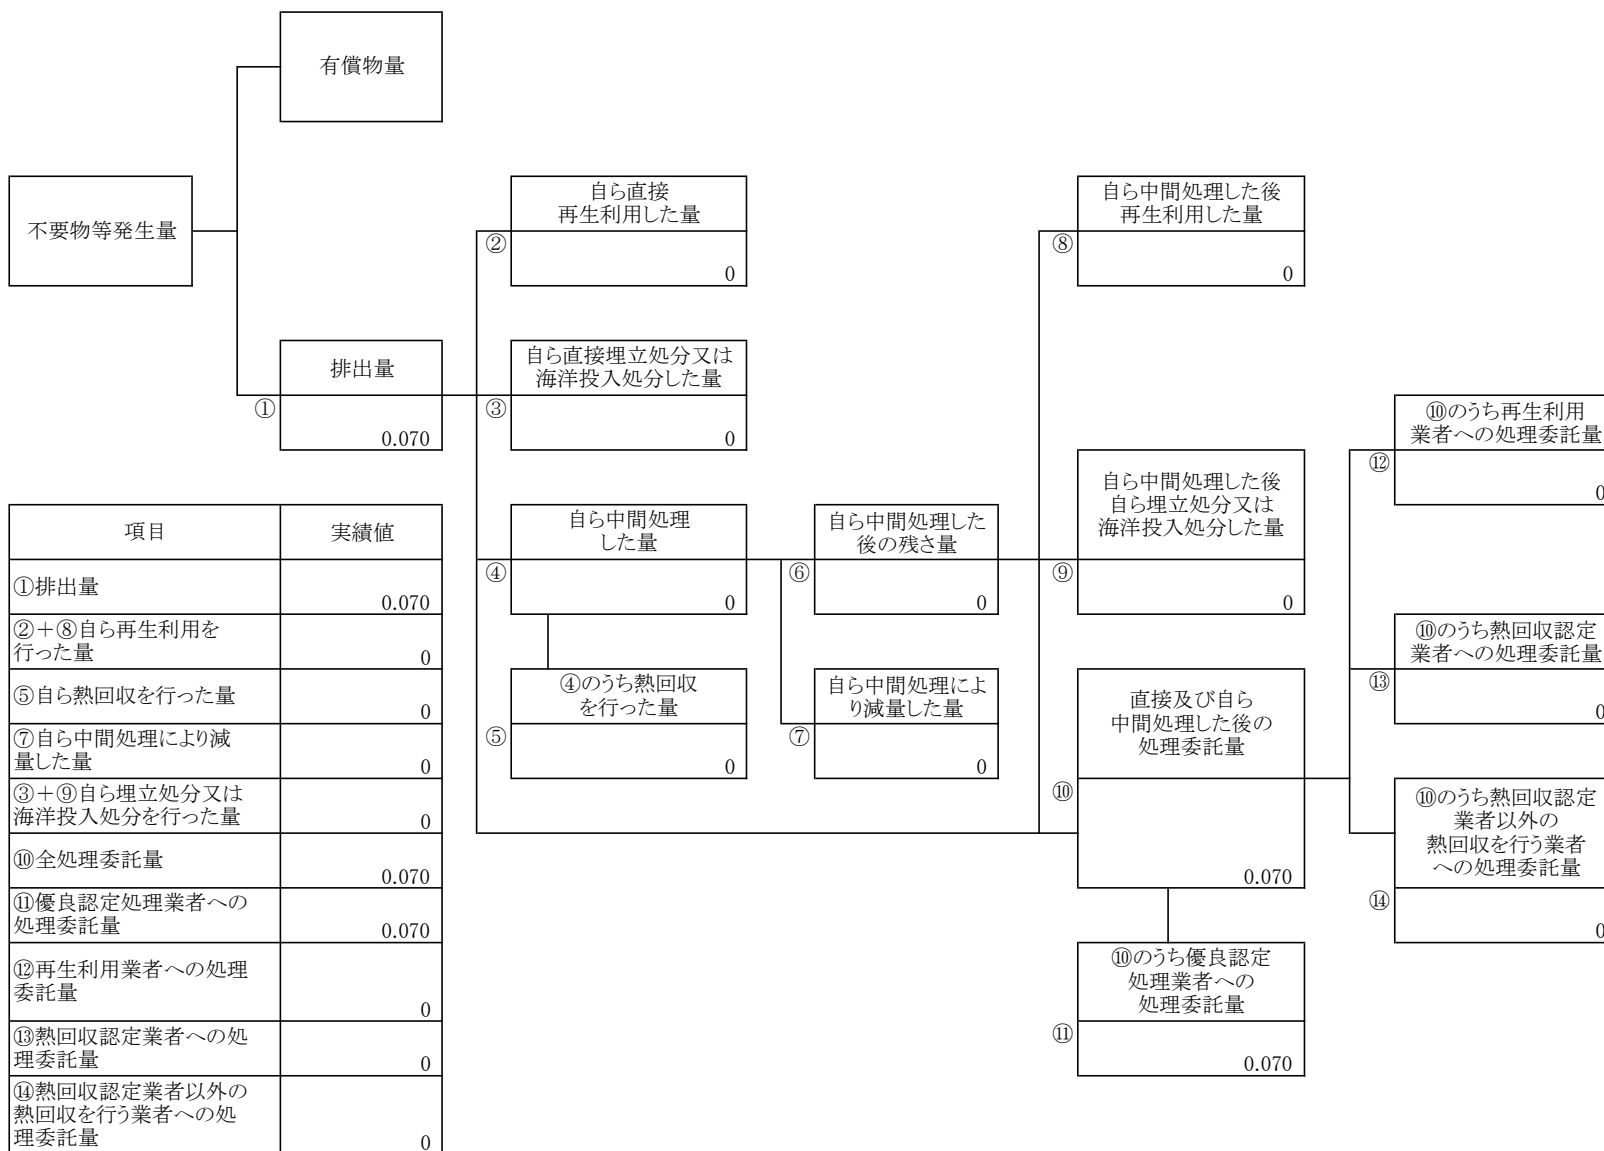 有償物量
不要物等発生量
自ら直接
再生利用した量
②
0
自ら中間処理した後
再生利用した量
⑧
0
排出量
①
0.070
自ら直接埋立処分又は
海洋投入処分した量
③
0
⑩のうち再生利用
業者への処理委託量
⑫
0
自ら中間処理した後
自ら埋立処分又は
海洋投入処分した量
⑨
0
自ら中間処理
した量
④
0
自ら中間処理した
後の残さ量
⑥
0
⑩のうち熱回収認定
業者への処理委託量
⑬
0
④のうち熱回収
を行った量
⑤
0
自ら中間処理によ
り減量した量
⑦
0
直接及び自ら
中間処理した後の
処理委託量
⑩
0.070
⑩のうち熱回収認定
業者以外の
熱回収を行う業者
への処理委託量
⑭
0
⑩のうち優良認定
処理業者への
処理委託量
⑪
0.070
項目 実績値
①排出量
0.070
②＋⑧自ら再生利用を
行った量 0
⑤自ら熱回収を行った量
0
⑦自ら中間処理により減
量した量 0
③＋⑨自ら埋立処分又は
海洋投入処分を行った量 0
⑩全処理委託量
0.070
⑪優良認定処理業者への
処理委託量 0.070
⑫再生利用業者への処理
委託量
0
⑬熱回収認定業者への処
理委託量 0
⑭熱回収認定業者以外の
熱回収を行う業者への処
理委託量 0